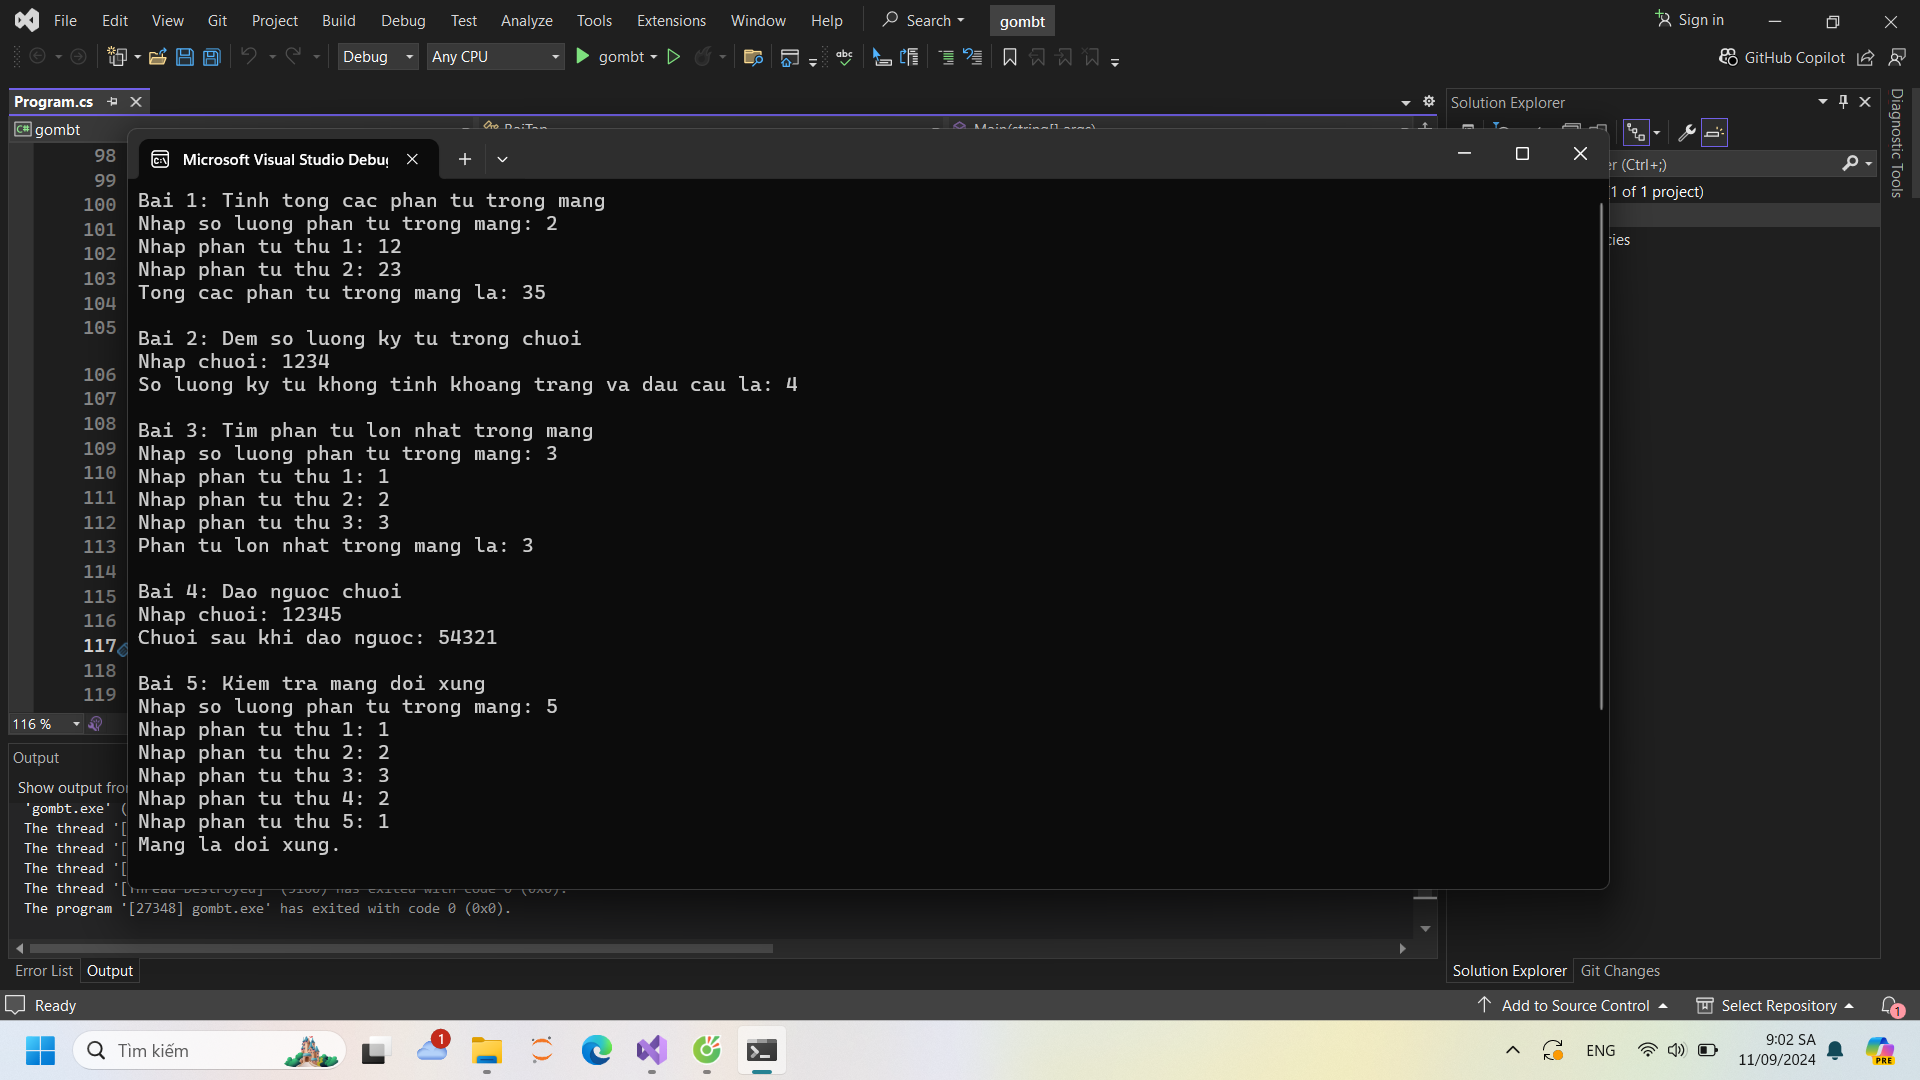 File Edit View Git Project Build Debug Test Analyze Tools Extensions Window Help Search gombt Sign in
Debug Any CPU gombt GitHub Copilot
Program.cs
gombt
Solution Explorer
Diagnostic Tools
Microsoft Visual Studio Debu
(Ctrl+;)
1 of 1 project)
98
99
100
101
102
103
104
105
106
107
108
109
110
111
112
113
114
115
116
117
118
119
Bai 1: Tinh tong cac phan tu trong mang
Nhap so luong phan tu trong mang: 2
Nhap phan tu thu 1: 12
Nhap phan tu thu 2: 23
Tong cac phan tu trong mang la: 35
Bai 2: Dem so luong ky tu trong chuoi
Nhap chuoi: 1234
So luong ky tu khong tinh khoang trang va dau cau la: 4
Bai 3: Tim phan tu lon nhat trong mang
Nhap so luong phan tu trong mang: 3
Nhap phan tu thu 1: 1
Nhap phan tu thu 2: 2
Nhap phan tu thu 3: 3
Phan tu lon nhat trong mang la: 3
Bai 4: Dao nguoc chuoi
Nhap chuoi: 12345
Chuoi sau khi dao nguoc: 54321
Bai 5: Kiem tra mang doi xung
Nhap so luong phan tu trong mang: 5
Nhap phan tu thu 1: 1
Nhap phan tu thu 2: 2
Nhap phan tu thu 3: 3
Nhap phan tu thu 4: 2
Nhap phan tu thu 5: 1
Mang la doi xung.
116 %
Output
Show output
'gombt.exe' (
The thread '[
The thread '[
The thread '[
The thread '[Thread Destroyed]' (5160) has exited with code 0 (0x0).
The program '[27348] gombt.exe' has exited with code 0 (0x0).
Error List Output
Solution Explorer Git Changes
Ready
Add to Source Control Select Repository 1
Tìm kiếm
1
ENG
9:02 SA
11/09/2024
PRE